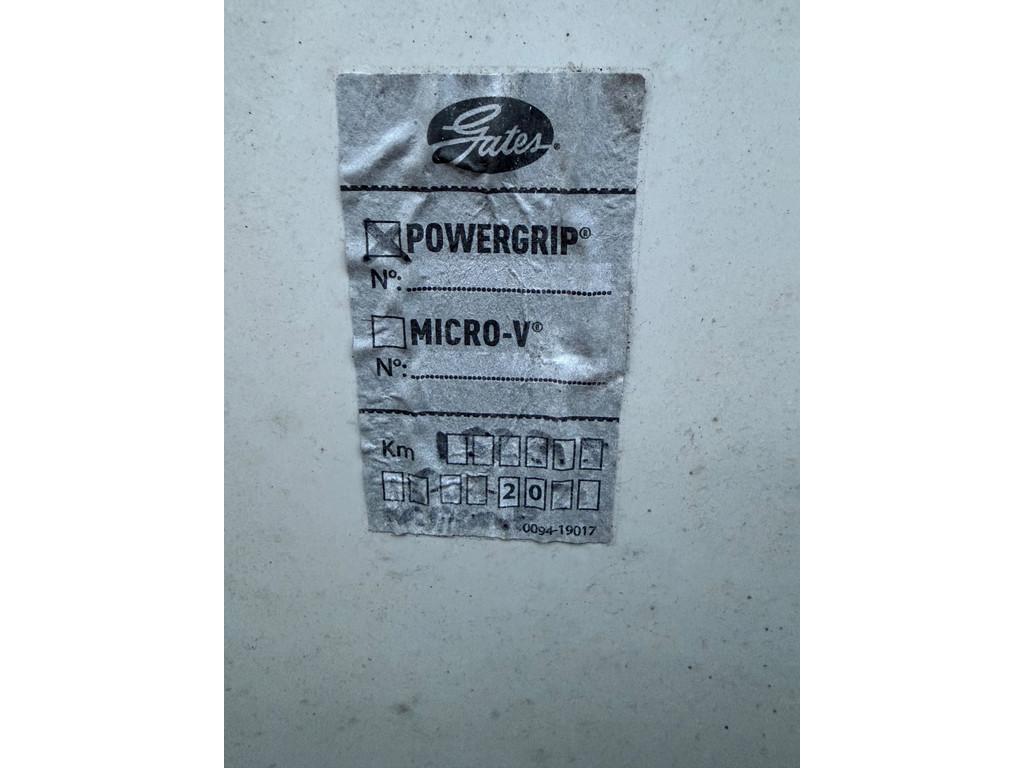 Gates®
POWERGRIP®
Nº:
MICRO-V®
Nº:
Km
20
0094-19017